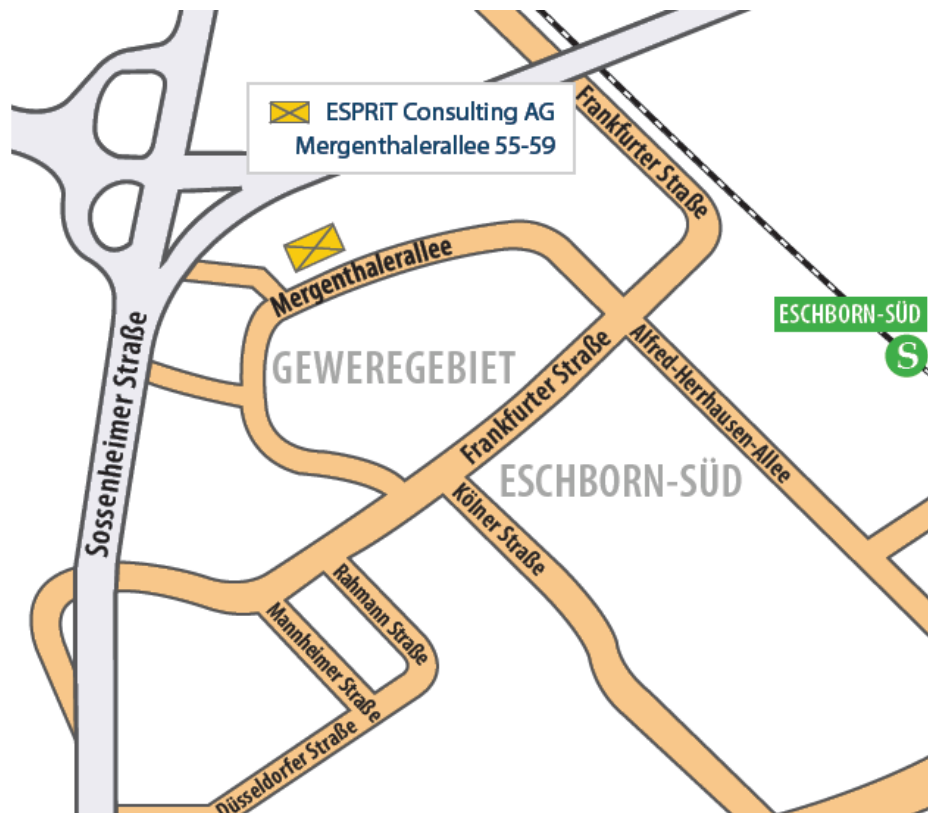 ESPRiT Consulting AG
Mergenthalerallee 55-59
Frankfurter Straße
Mergenthalerallee
ESCHBORN-SÜD
S
Sossenheimer Straße
GEWEREGEBIET
Frankfurter Straße
Alfred-Herrhausen-Allee
ESCHBORN-SÜD
Kölner Straße
Rahmann Straße
Mannheimer Straße
Düsseldorfer Straße